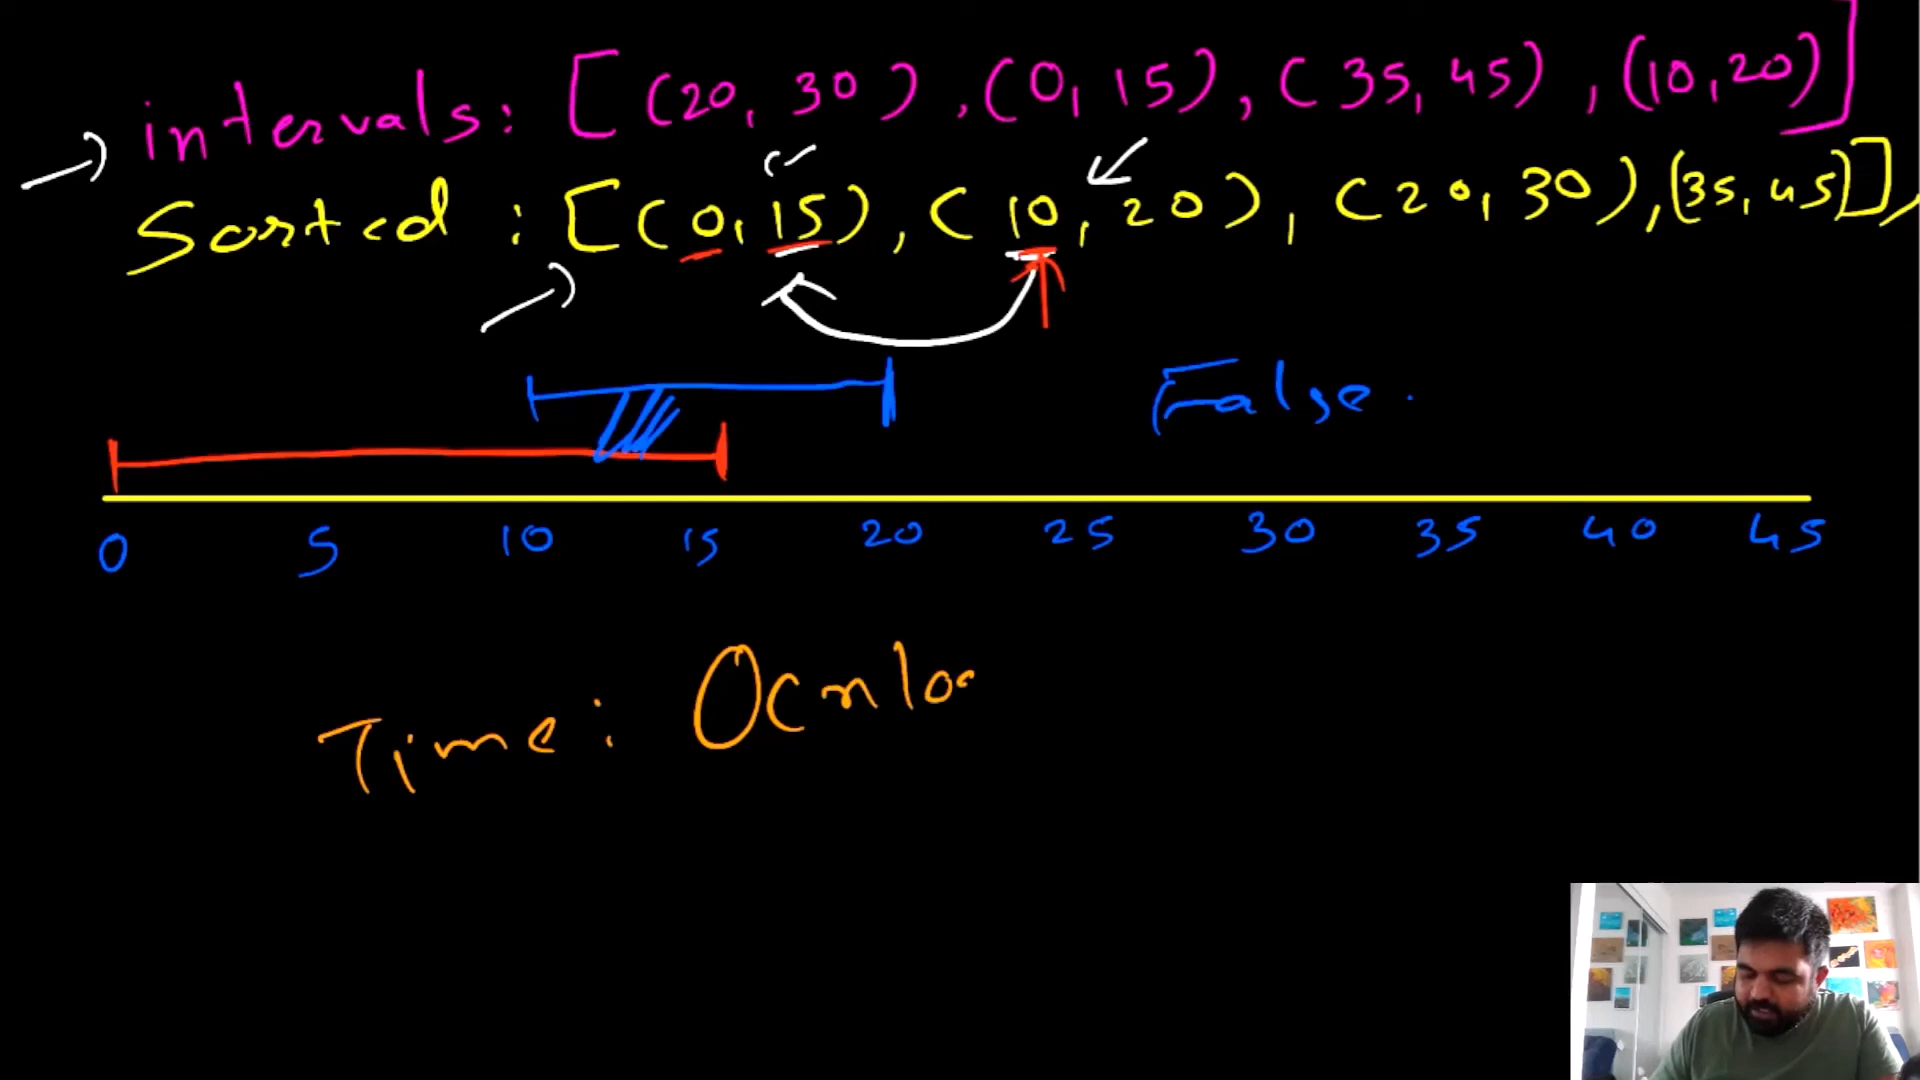 intervals: [(20, 30), (0, 15), (35, 45), (10, 20)]
Sorted: [(0, 15), (10, 20), (20, 30), (35, 45)],
False.
0 5 10 15 20 25 30 35 40 45
Time: O(nlo